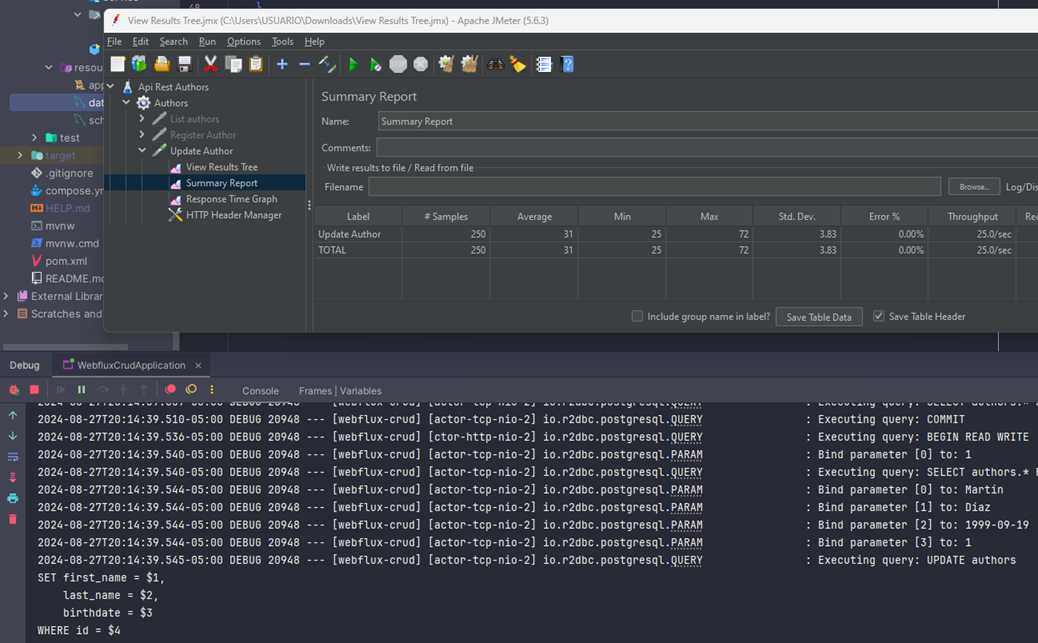 service
View Results Tree.jmx (C:\Users\USUARIO\Downloads\View Results Tree.jmx) - Apache JMeter (5.6.3)
File Edit Search Run Options Tools Help
resou
app
dat
sch
test
target
.gitignore
compose.ym
HELP.md
mvnw
mvnw.cmd
pom.xml
README.md
External Librar
Scratches and
Api Rest Authors
Authors
List authors
Register Author
Update Author
View Results Tree
Summary Report
Response Time Graph
HTTP Header Manager
Summary Report
Name: Summary Report
Comments:
Write results to file / Read from file
Filename Browse... Log/Dis
Label # Samples Average Min Max Std. Dev. Error % Throughput Rec
Update Author 250 31 25 72 3.83 0.00% 25.0/sec
TOTAL 250 31 25 72 3.83 0.00% 25.0/sec
Include group name in label? Save Table Data Save Table Header
Debug WebfluxCrudApplication ×
Console Frames Variables
2024-08-27T20:14:39.510-05:00 DEBUG 20948 --- [webflux-crud] [actor-tcp-nio-2] io.r2dbc.postgresql.QUERY : Executing query: COMMIT
2024-08-27T20:14:39.536-05:00 DEBUG 20948 --- [webflux-crud] [ctor-http-nio-2] io.r2dbc.postgresql.QUERY : Executing query: BEGIN READ WRITE
2024-08-27T20:14:39.540-05:00 DEBUG 20948 --- [webflux-crud] [actor-tcp-nio-2] io.r2dbc.postgresql.PARAM : Bind parameter [0] to: 1
2024-08-27T20:14:39.544-05:00 DEBUG 20948 --- [webflux-crud] [actor-tcp-nio-2] io.r2dbc.postgresql.QUERY : Executing query: SELECT authors.*
2024-08-27T20:14:39.544-05:00 DEBUG 20948 --- [webflux-crud] [actor-tcp-nio-2] io.r2dbc.postgresql.PARAM : Bind parameter [0] to: Martin
2024-08-27T20:14:39.544-05:00 DEBUG 20948 --- [webflux-crud] [actor-tcp-nio-2] io.r2dbc.postgresql.PARAM : Bind parameter [1] to: Diaz
2024-08-27T20:14:39.544-05:00 DEBUG 20948 --- [webflux-crud] [actor-tcp-nio-2] io.r2dbc.postgresql.PARAM : Bind parameter [2] to: 1999-09-19
2024-08-27T20:14:39.544-05:00 DEBUG 20948 --- [webflux-crud] [actor-tcp-nio-2] io.r2dbc.postgresql.PARAM : Bind parameter [3] to: 1
2024-08-27T20:14:39.545-05:00 DEBUG 20948 --- [webflux-crud] [actor-tcp-nio-2] io.r2dbc.postgresql.QUERY : Executing query: UPDATE authors
SET first_name = $1,
last_name = $2,
birthdate = $3
WHERE id = $4